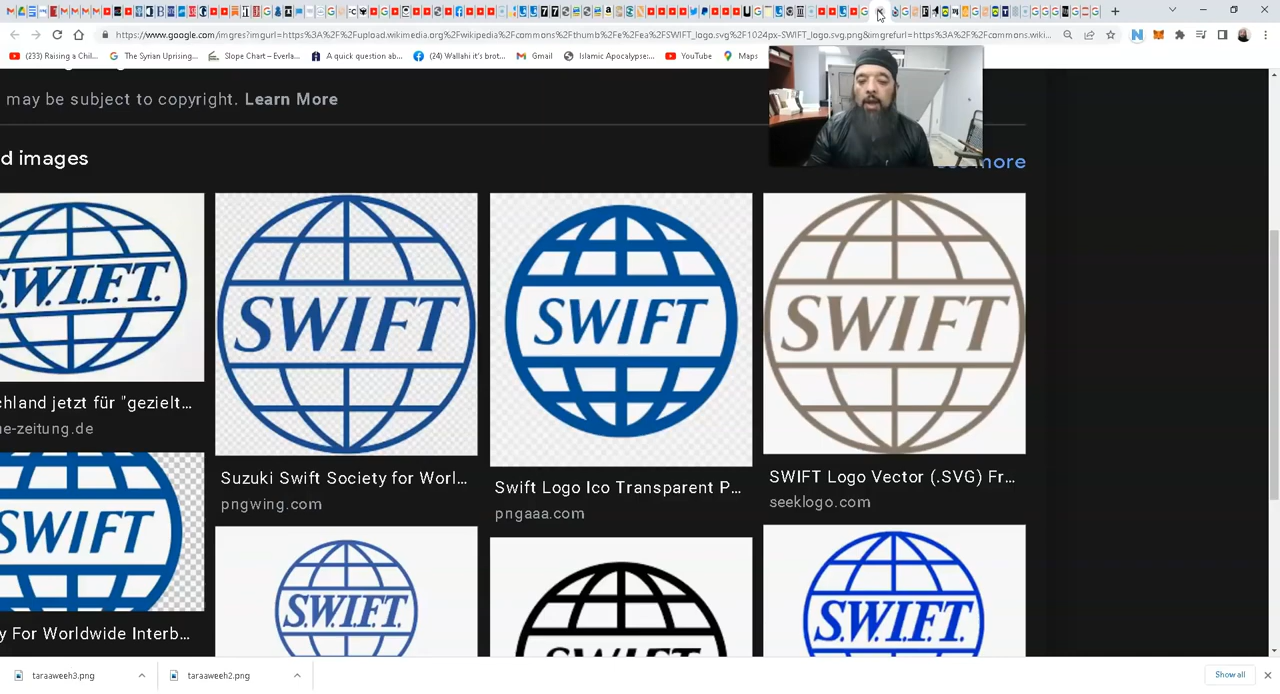 https://www.google.com/imgres?imgurl=https%3A%2F%2Fupload.wikimedia.org%2Fwikipedia%2Fcommons%2Fthumb%2Fe%2Fea%2FSWIFT_logo.svg%2F1024px-SWIFT_logo.svg.png&imgrefurl=https%3A%2F%2Fcommons.wiki...
(233) Raising a Chil... The Syrian Uprising... Slope Chart – Everla... A quick question ab... (24) Wallahi it's brot... Gmail Islamic Apocalypse:... YouTube Maps
may be subject to copyright. Learn More
d images
more
S.W.I.F.T. SWIFT SWIFT SWIFT
chland jetzt für "gezielt...
e-zeitung.de
Suzuki Swift Society for Worl...
pngwing.com
Swift Logo Ico Transparent P...
pngaaa.com
SWIFT Logo Vector (.SVG) Fr...
seeklogo.com
SWIFT S.W.I.F.T. S.W.I.F.T.
y For Worldwide Interb...
taraaweeh3.png taraaweeh2.png Show all